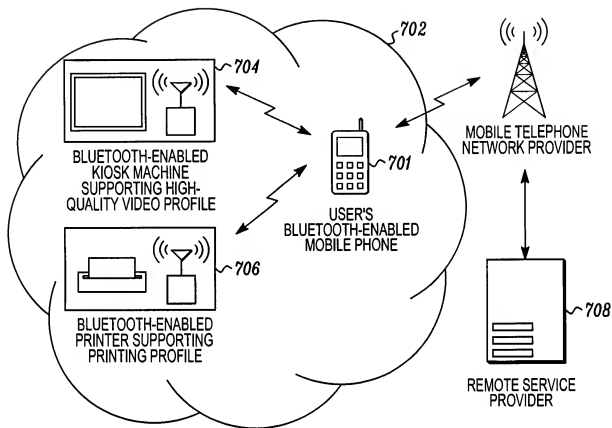 702
704
BLUETOOTH-ENABLED
KIOSK MACHINE
SUPPORTING HIGH-
QUALITY VIDEO PROFILE
701
USER'S
BLUETOOTH-ENABLED
MOBILE PHONE
MOBILE TELEPHONE
NETWORK PROVIDER
706
BLUETOOTH-ENABLED
PRINTER SUPPORTING
PRINTING PROFILE
708
REMOTE SERVICE
PROVIDER